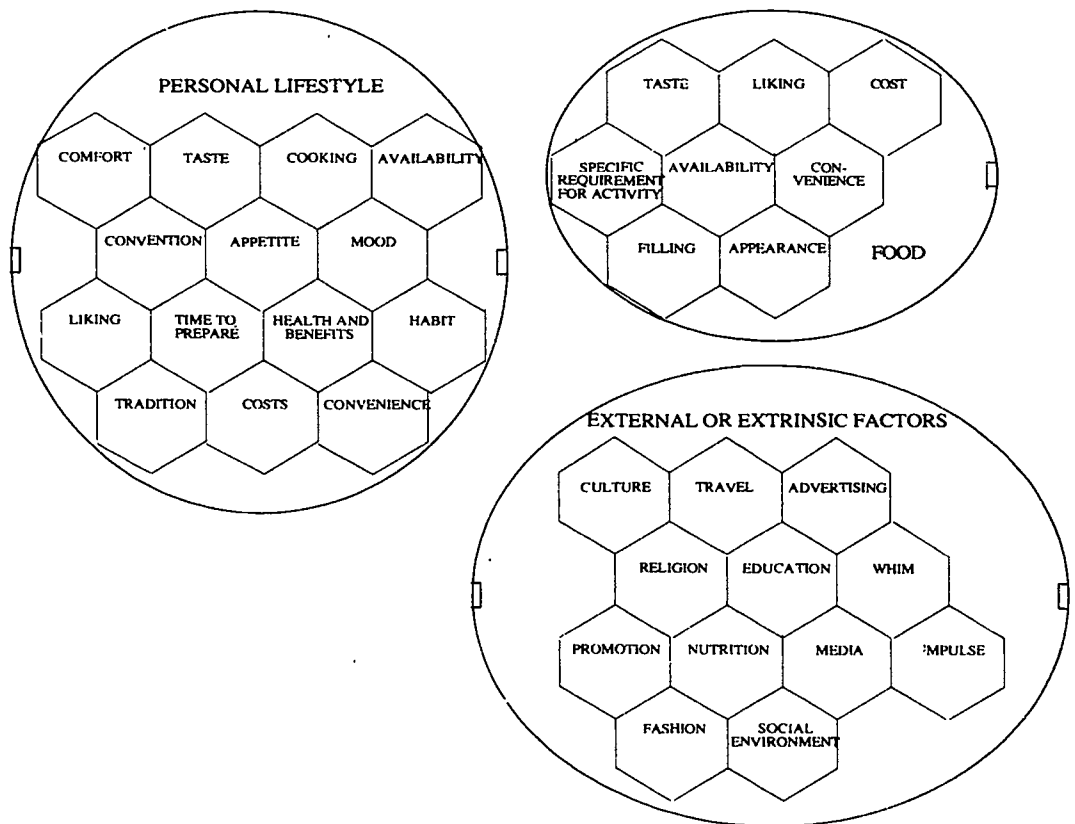 PERSONAL LIFESTYLE
COMFORT
TASTE
COOKING
AVAILABILITY
CONVENTION
APPETITE
MOOD
LIKING
TIME TO
PREPARE
HEALTH AND
BENEFITS
HABIT
TRADITION
COSTS
CONVENIENCE
TASTE
LIKING
COST
SPECIFIC
REQUIREMENT
FOR ACTIVITY
AVAILABILITY
CON-
VENIENCE
FILLING
APPEARANCE
FOOD
EXTERNAL OR EXTRINSIC FACTORS
CULTURE
TRAVEL
ADVERTISING
RELIGION
EDUCATION
WHIM
PROMOTION
NUTRITION
MEDIA
IMPULSE
FASHION
SOCIAL
ENVIRONMENT